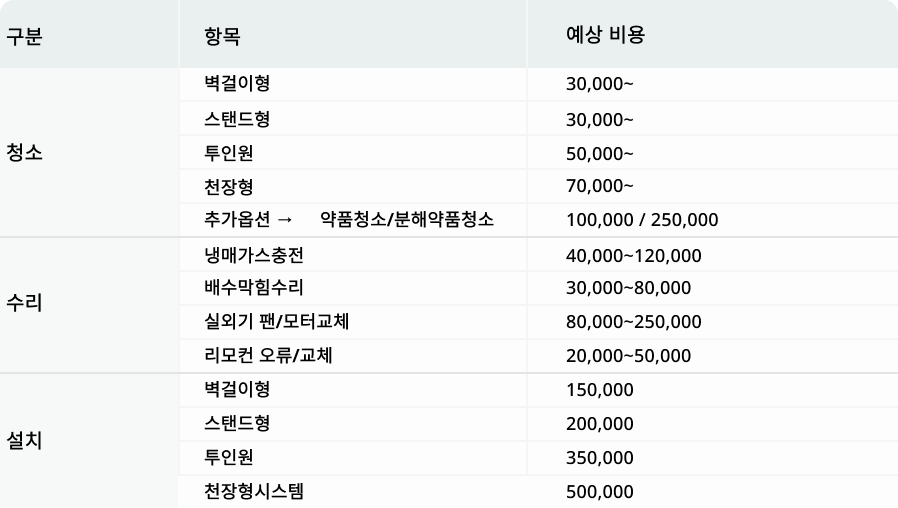 구분 항목 예상 비용
청소
벽걸이형 30,000~
스탠드형 30,000~
투인원 50,000~
천장형 70,000~
추가옵션 → 약품청소/분해약품청소 100,000 / 250,000
수리
냉매가스충전 40,000~120,000
배수막힘수리 30,000~80,000
실외기 팬/모터교체 80,000~250,000
리모컨 오류/교체 20,000~50,000
설치
벽걸이형 150,000
스탠드형 200,000
투인원 350,000
천장형시스템 500,000